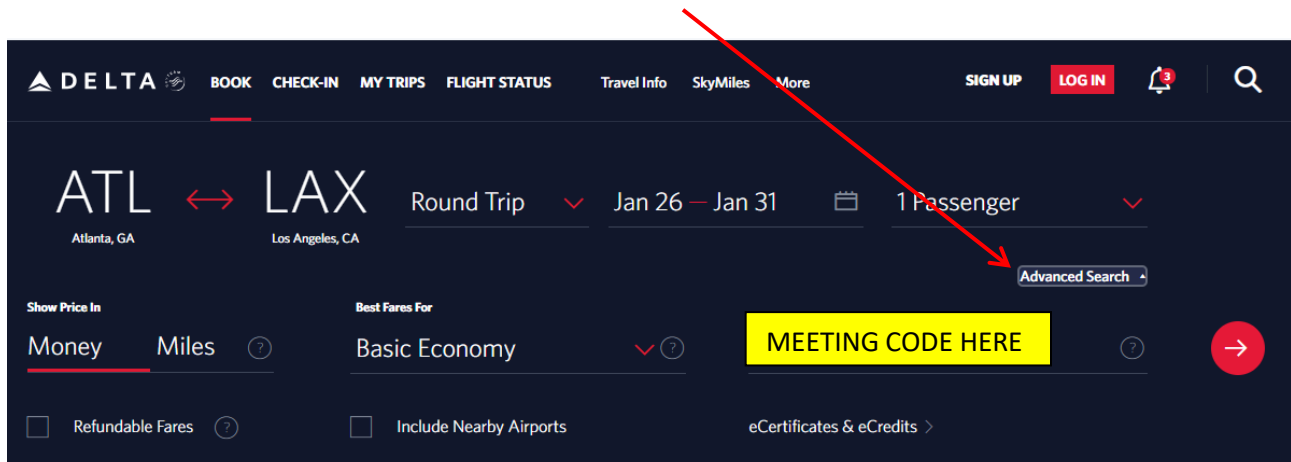 DELTA BOOK CHECK-IN MY TRIPS FLIGHT STATUS Travel Info SkyMiles More SIGN UP LOG IN 3
ATL LAX Round Trip Jan 26 — Jan 31 1 Passenger
Atlanta, GA Los Angeles, CA
Advanced Search
Show Price In Best Fares For
Money Miles ? Basic Economy ? MEETING CODE HERE ?
Refundable Fares ? Include Nearby Airports eCertificates & eCredits >